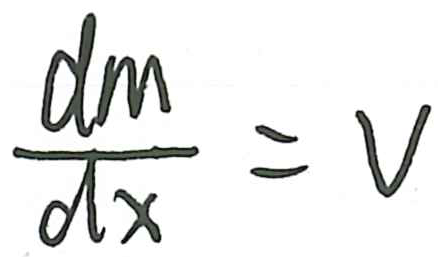 dm/dx = V